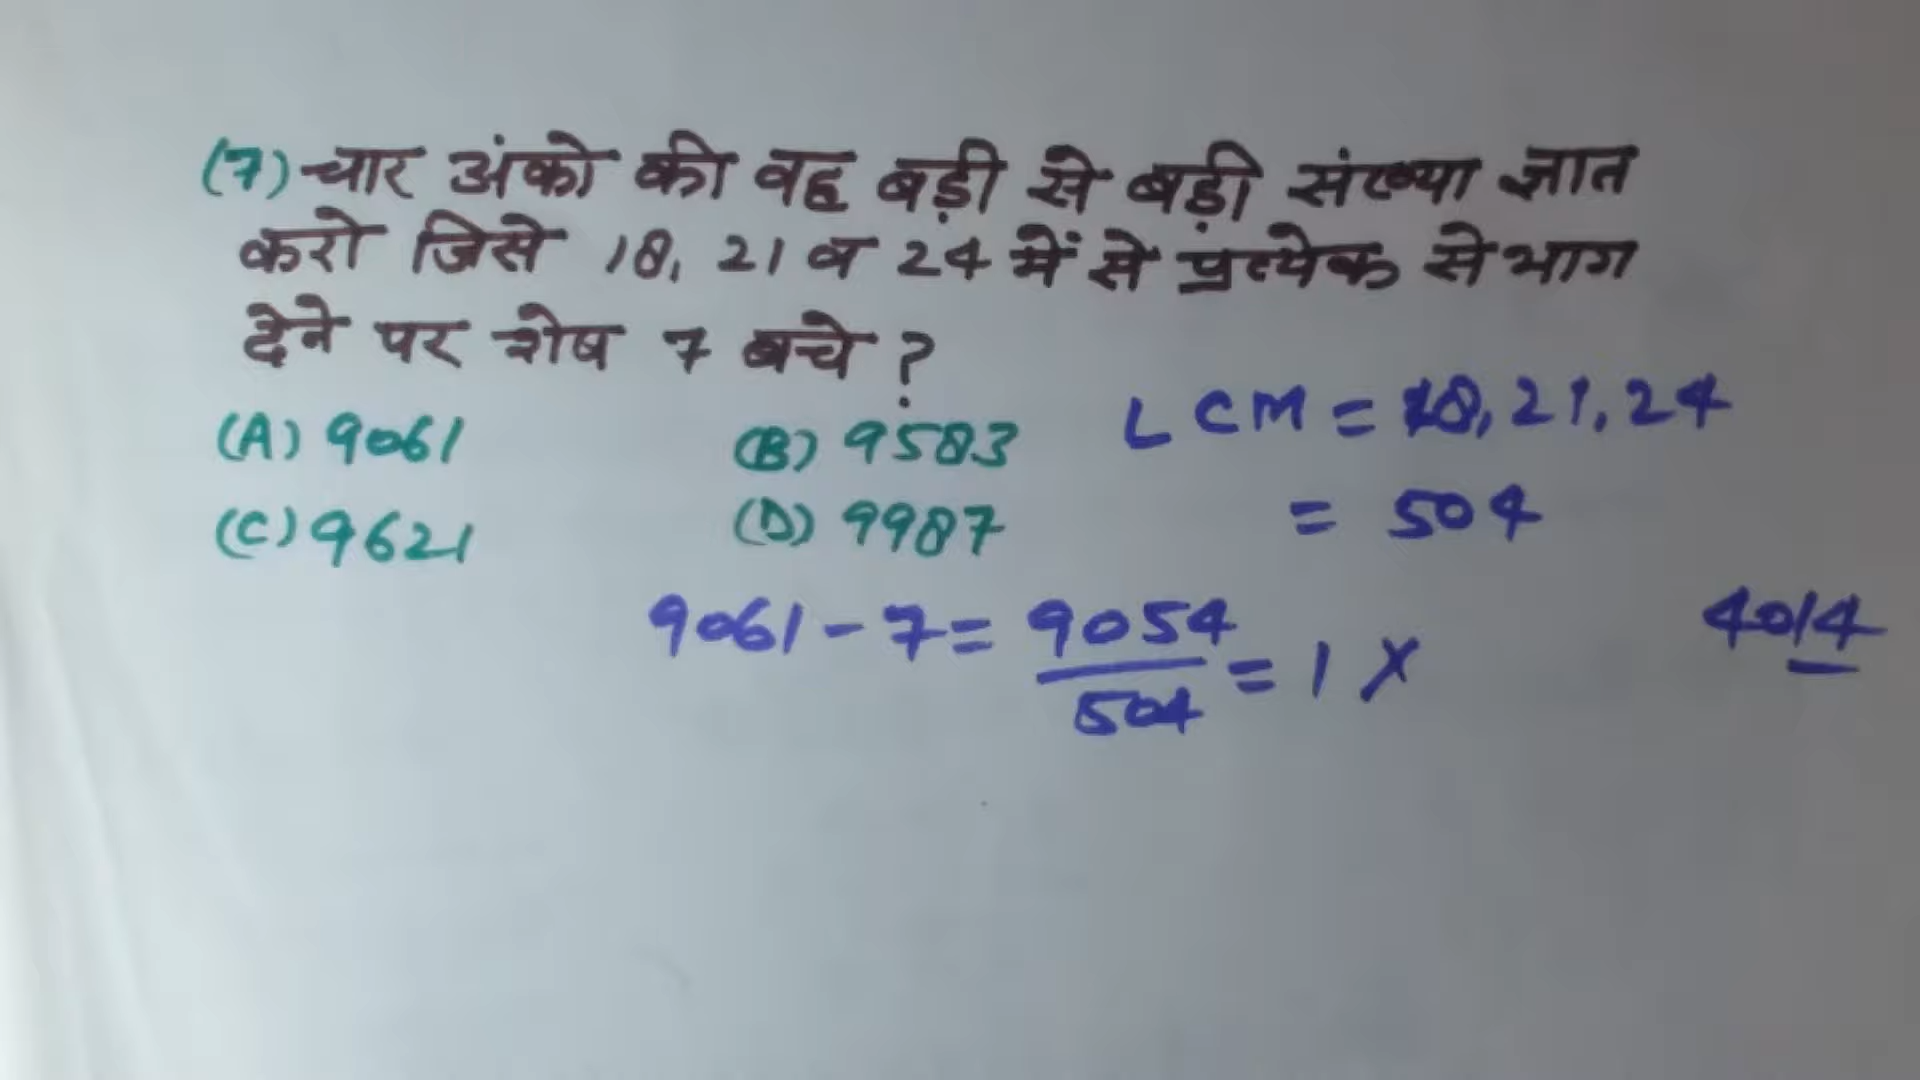 (7) चार अंको की वह बड़ी से बड़ी संख्या ज्ञात
करो जिसे 18, 21 व 24 में से प्रत्येक से भाग
देने पर शेष 7 बचे ?
(A) 9061 (B) 9583
(C) 9621 (D) 9987
LCM = 18, 21, 24
= 504
9061 - 7 = 9054/504 = 1 X
4014